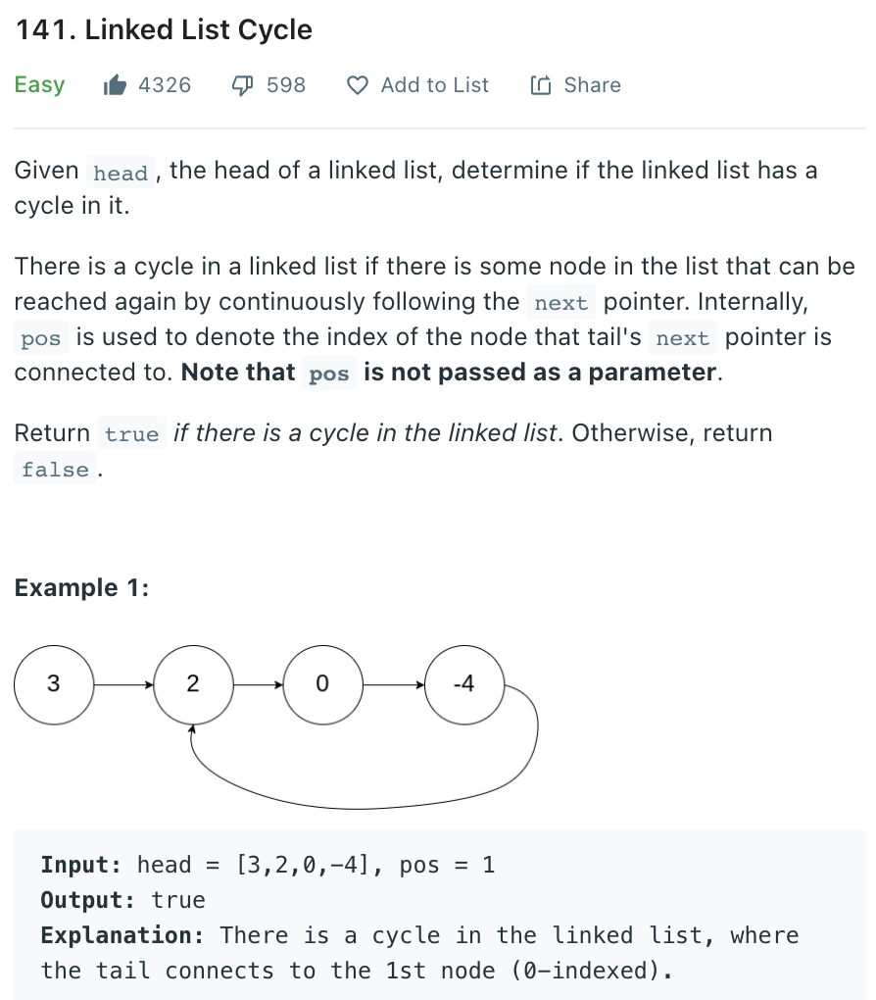 141. Linked List Cycle
Easy 4326 598 Add to List Share
Given head , the head of a linked list, determine if the linked list has a
cycle in it.
There is a cycle in a linked list if there is some node in the list that can be
reached again by continuously following the next pointer. Internally,
pos is used to denote the index of the node that tail's next pointer is
connected to. Note that pos is not passed as a parameter.
Return true if there is a cycle in the linked list. Otherwise, return
false .
Example 1:
3 2 0 -4
Input: head = [3,2,0,-4], pos = 1
Output: true
Explanation: There is a cycle in the linked list, where
the tail connects to the 1st node (0-indexed).